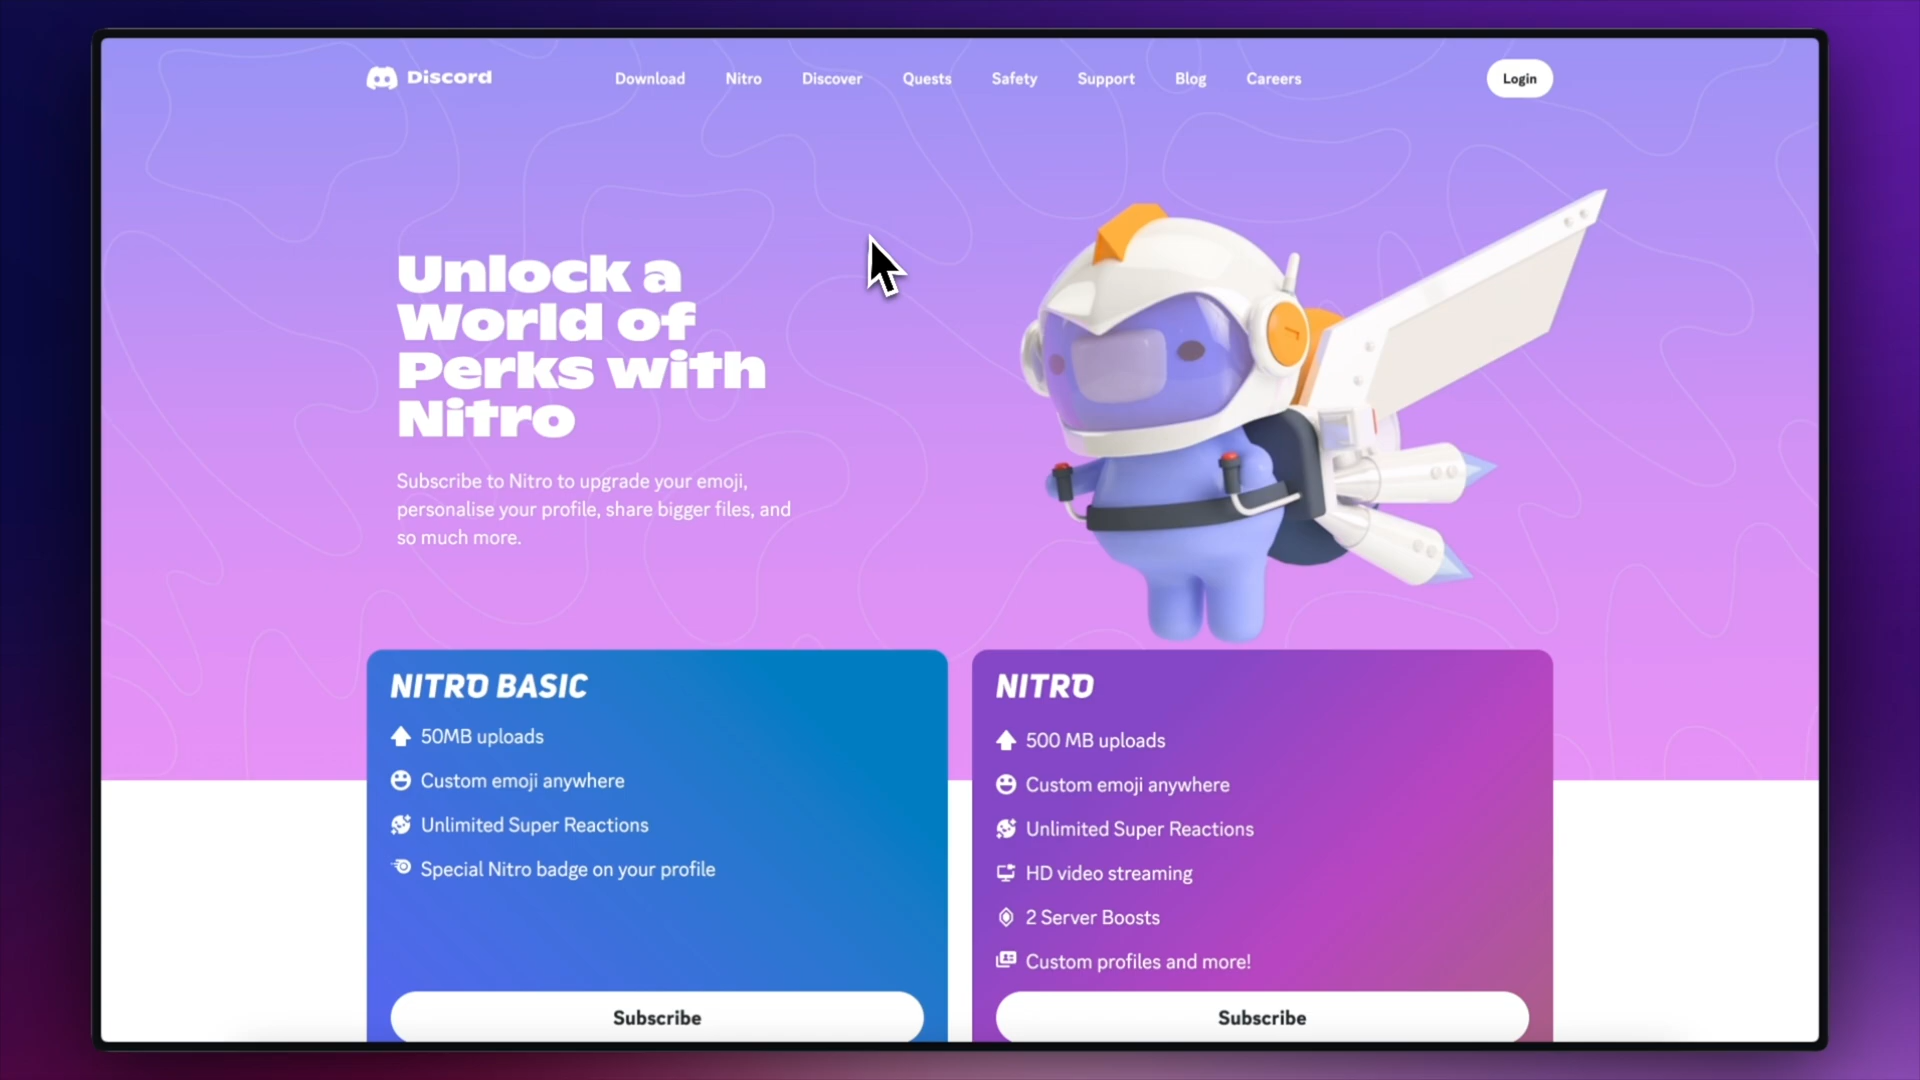 Discord
Download Nitro Discover Quests Safety Support Blog Careers
Login
Unlock a
World of
Perks with
Nitro
Subscribe to Nitro to upgrade your emoji,
personalise your profile, share bigger files, and
so much more.
NITRO BASIC
50MB uploads
Custom emoji anywhere
Unlimited Super Reactions
Special Nitro badge on your profile
Subscribe
NITRO
500 MB uploads
Custom emoji anywhere
Unlimited Super Reactions
HD video streaming
2 Server Boosts
Custom profiles and more!
Subscribe